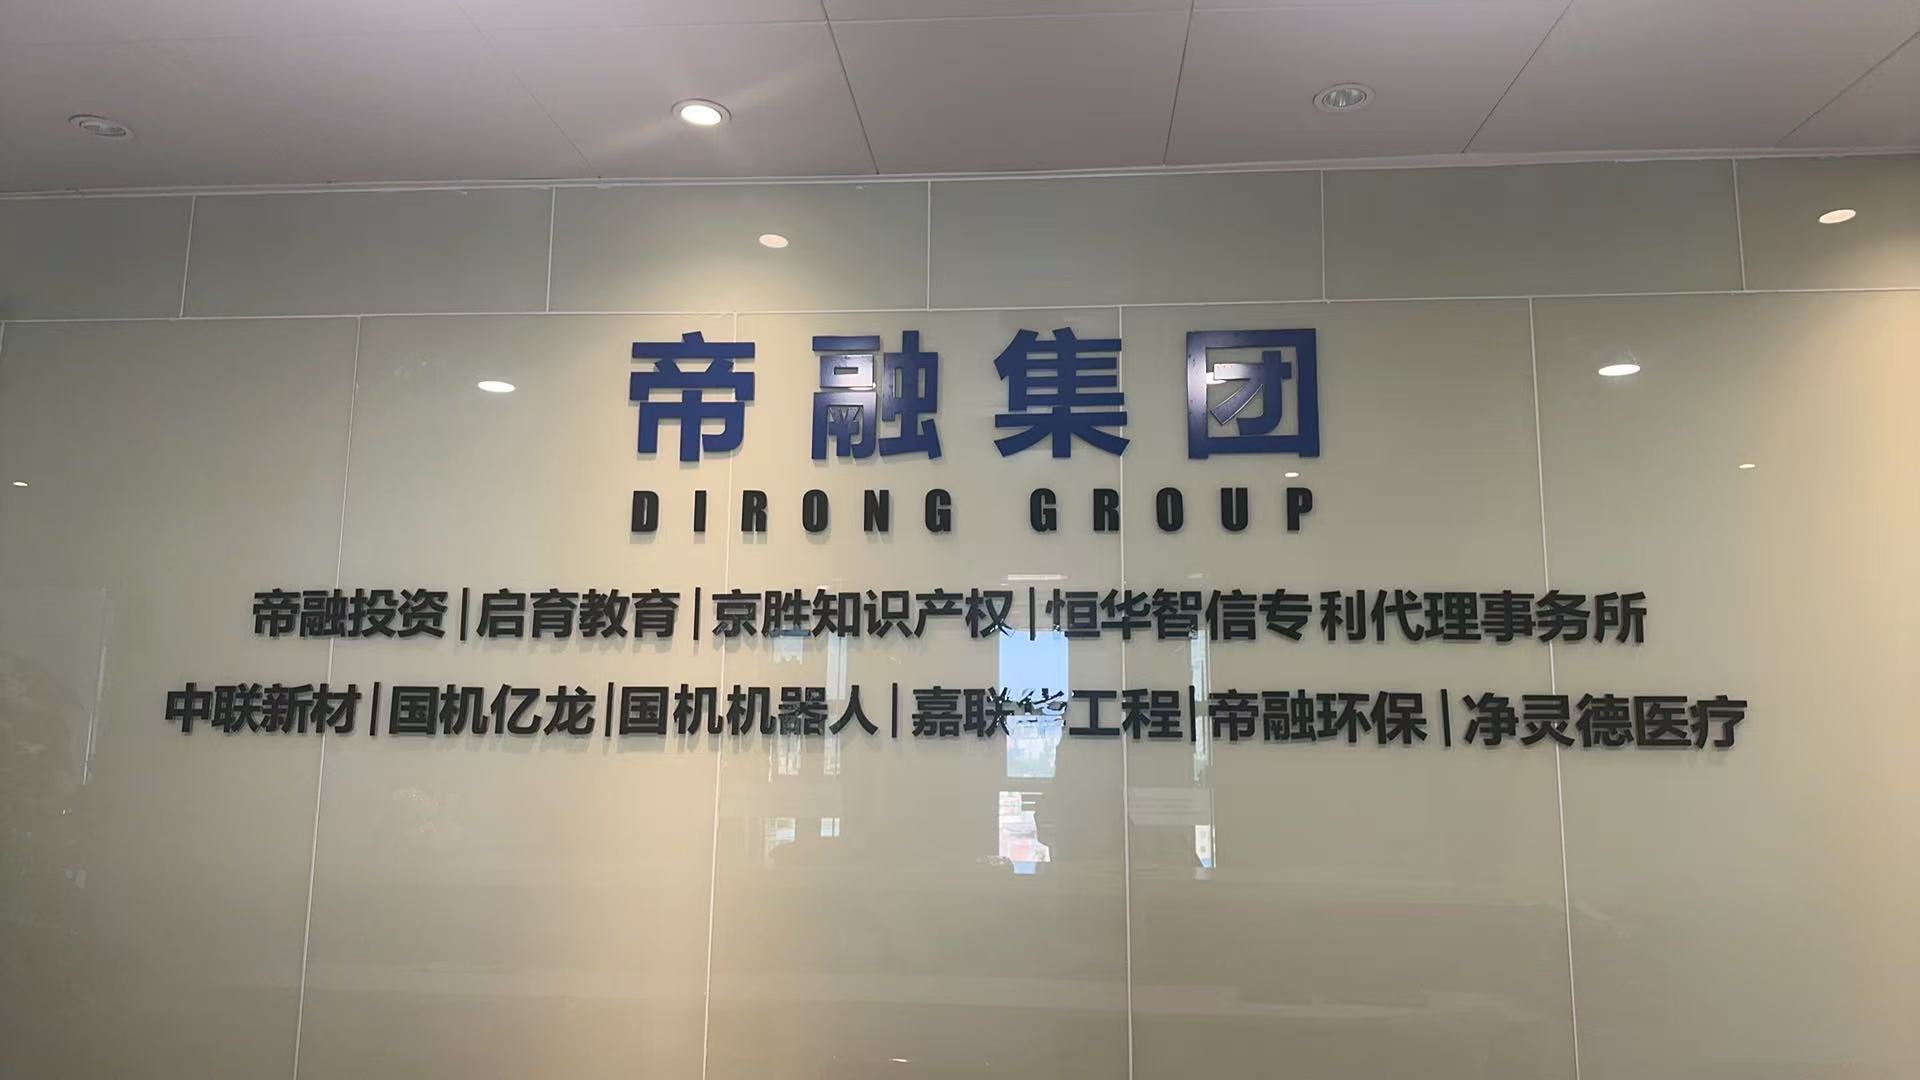 帝融集团
DIRONG GROUP
帝融投资|启育教育|京胜知识产权|恒华智信专利代理事务所
中联新材|国机亿龙|国机机器人|嘉联华工程|帝融环保|净灵德医疗